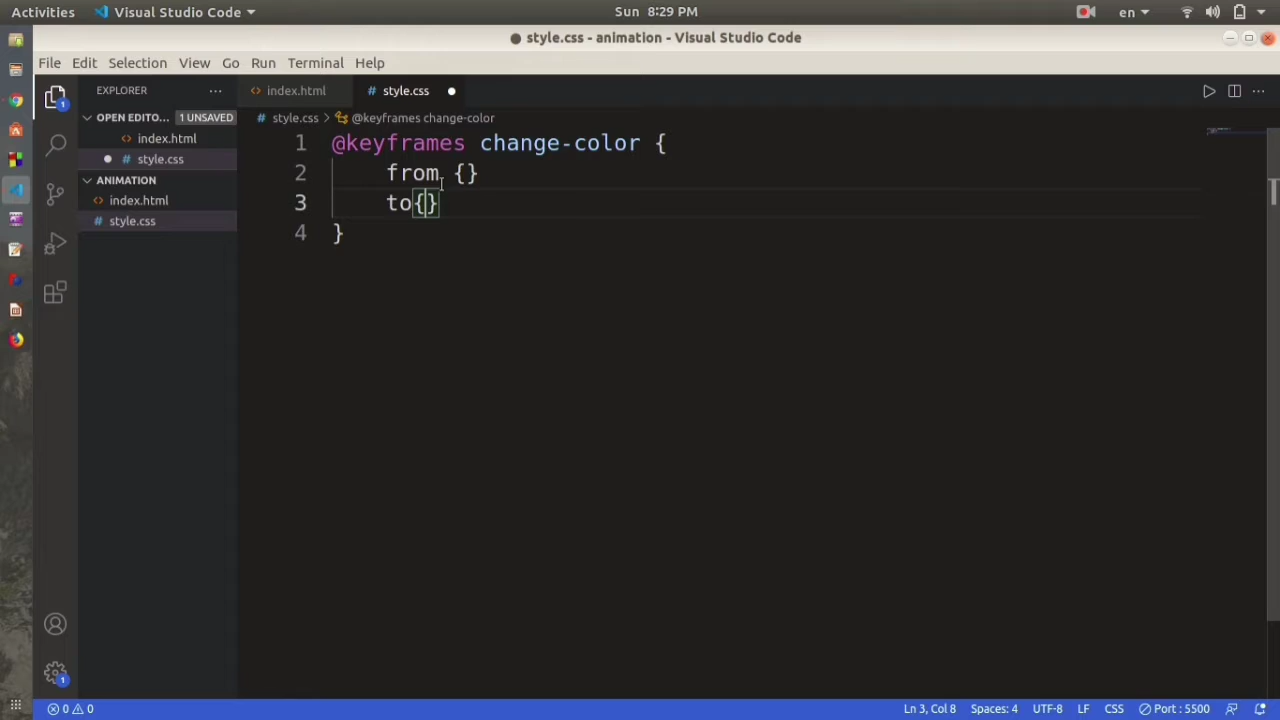 Activities Visual Studio Code Sun 8:29 PM en
style.css - animation - Visual Studio Code
File Edit Selection View Go Run Terminal Help
EXPLORER index.html # style.css
OPEN EDITO... 1 UNSAVED # style.css > @keyframes change-color
index.html
# style.css
ANIMATION
index.html
# style.css
1 @keyframes change-color {
2 from {}
3 to{}
4 }
1
1
0 0 Ln 3, Col 8 Spaces: 4 UTF-8 LF CSS Port : 5500